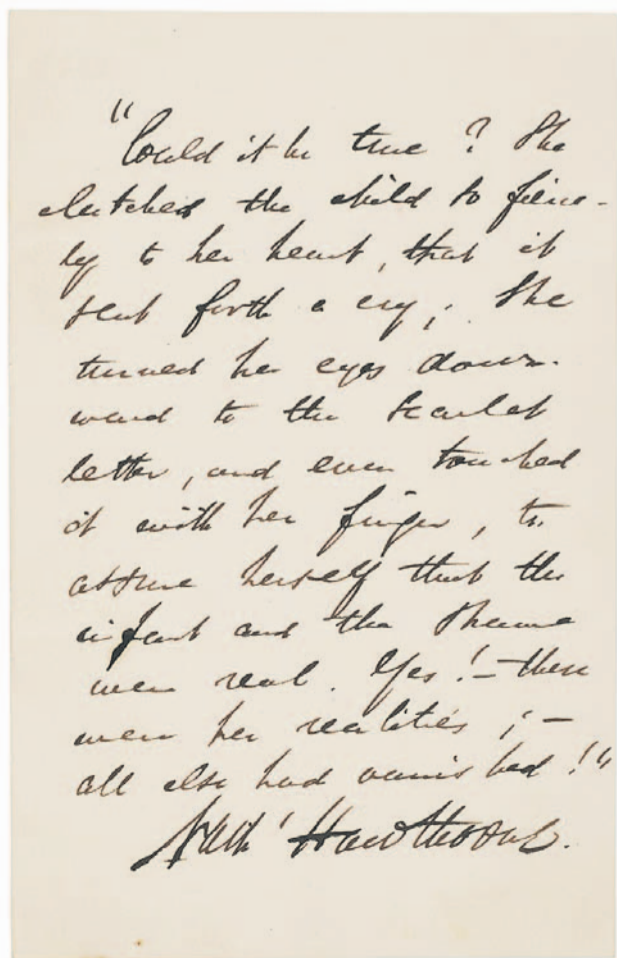 "Could it be true? She
clutched the child so fierce-
ly to her heart, that it
sent forth a cry; she
turned her eyes down-
ward to the scarlet
letter, and even touched
it with her finger, to
assure herself that the
infant and the shame
were real. Yes!—these
were her realities;—
all else had vanished!"
Nath' Hawthorne.